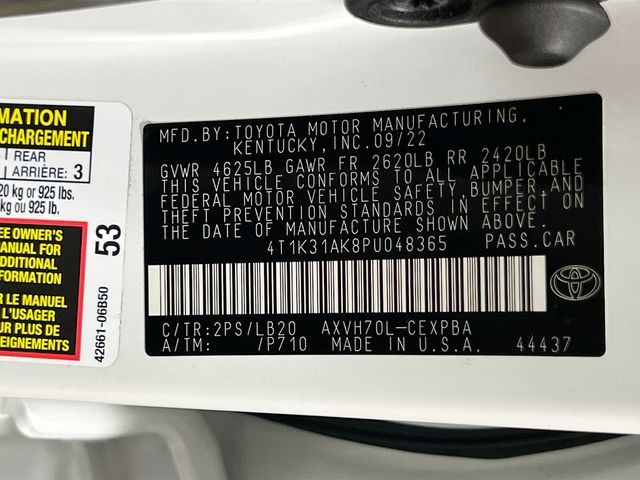 MATION
CHARGEMENT
REAR
ARRIÈRE: 3
20 kg or 925 lbs.
kg ou 925 lb.
EE OWNER'S
MANUAL FOR
ADDITIONAL
FORMATION
R LE MANUEL
L'USAGER
UR PLUS DE
SEIGNEMENTS
53
42661-06B50
MFD.BY:TOYOTA MOTOR MANUFACTURING,
KENTUCKY, INC.09/22
GVWR 4625LB GAWR FR 2620LB RR 2420LB
THIS VEHICLE CONFORMS TO ALL APPLICABLE
FEDERAL MOTOR VEHICLE SAFETY,BUMPER,AND
THEFT PREVENTION STANDARDS IN EFFECT ON
THE DATE OF MANUFACTURE SHOWN ABOVE.
4T1K31AK8PU048365 PASS.CAR
C/TR:2PS/LB20 AXVH70L-CEXPBA
A/TM: /P710 MADE IN U.S.A. 44437